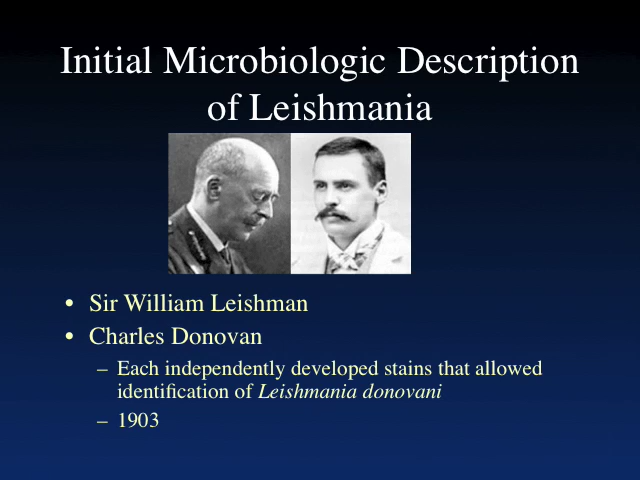 Initial Microbiologic Description
of Leishmania
• Sir William Leishman
• Charles Donovan
– Each independently developed stains that allowed
identification of Leishmania donovani
– 1903